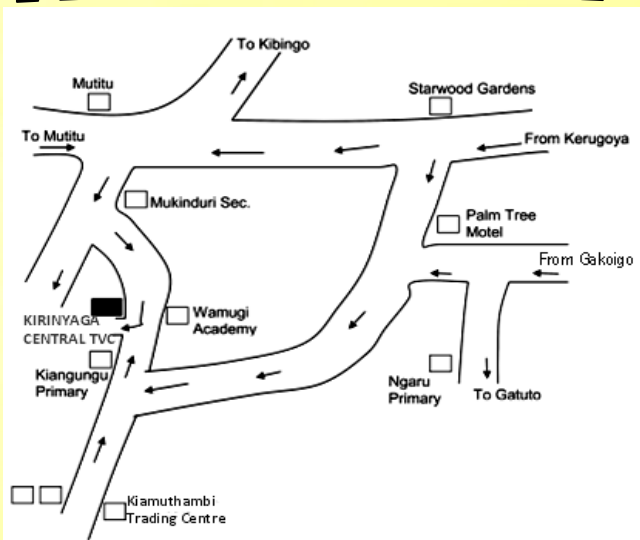 To Kibingo
Mutitu
Starwood Gardens
To Mutitu
From Kerugoya
Mukinduri Sec.
Palm Tree
Motel
From Gakoigo
KIRINYAGA
CENTRAL TVC
Wamugi
Academy
Kiangungu
Primary
Ngaru
Primary
To Gatuto
Kiamuthambi
Trading Centre